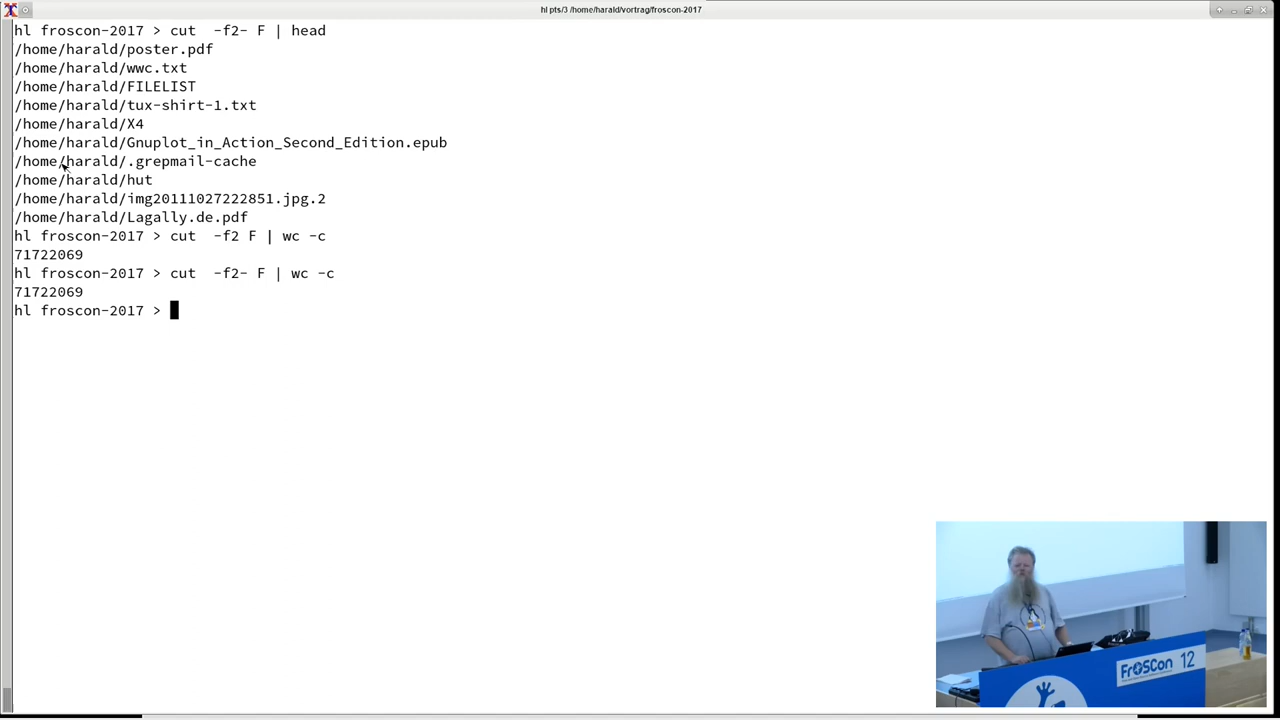 hl pts/3 /home/harald/vortrag/froscon-2017
hl froscon-2017 > cut  -f2- F | head
/home/harald/poster.pdf
/home/harald/wwc.txt
/home/harald/FILELIST
/home/harald/tux-shirt-1.txt
/home/harald/X4
/home/harald/Gnuplot_in_Action_Second_Edition.epub
/home/harald/.grepmail-cache
/home/harald/hut
/home/harald/img20111027222851.jpg.2
/home/harald/Lagally.de.pdf
hl froscon-2017 > cut  -f2 F | wc -c
71722069
hl froscon-2017 > cut  -f2- F | wc -c
71722069
hl froscon-2017 >
FrOSCon 12